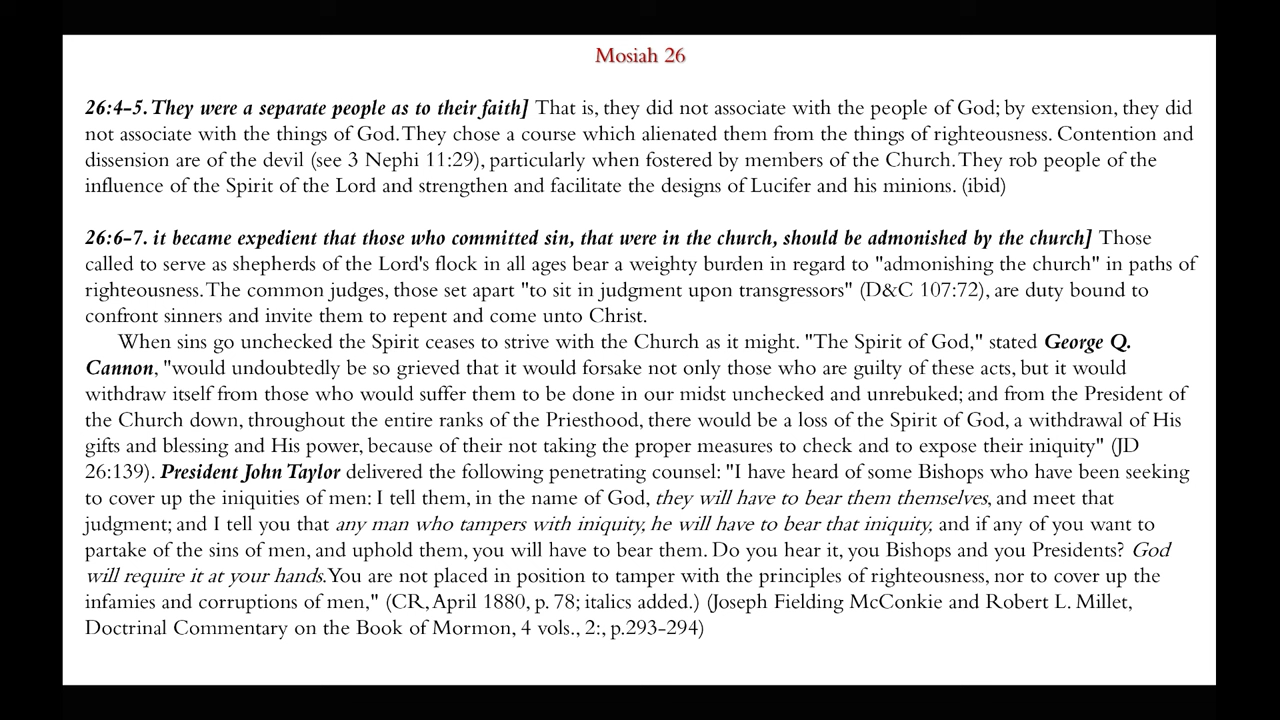 Mosiah 26
26:4-5. They were a separate people as to their faith] That is, they did not associate with the people of God; by extension, they did
not associate with the things of God. They chose a course which alienated them from the things of righteousness. Contention and
dissension are of the devil (see 3 Nephi 11:29), particularly when fostered by members of the Church. They rob people of the
influence of the Spirit of the Lord and strengthen and facilitate the designs of Lucifer and his minions. (ibid)
26:6-7. it became expedient that those who committed sin, that were in the church, should be admonished by the church] Those
called to serve as shepherds of the Lord's flock in all ages bear a weighty burden in regard to "admonishing the church" in paths of
righteousness. The common judges, those set apart "to sit in judgment upon transgressors" (D&C 107:72), are duty bound to
confront sinners and invite them to repent and come unto Christ.
When sins go unchecked the Spirit ceases to strive with the Church as it might. "The Spirit of God," stated George Q.
Cannon, "would undoubtedly be so grieved that it would forsake not only those who are guilty of these acts, but it would
withdraw itself from those who would suffer them to be done in our midst unchecked and unrebuked; and from the President of
the Church down, throughout the entire ranks of the Priesthood, there would be a loss of the Spirit of God, a withdrawal of His
gifts and blessing and His power, because of their not taking the proper measures to check and to expose their iniquity" (JD
26:139). President John Taylor delivered the following penetrating counsel: "I have heard of some Bishops who have been seeking
to cover up the iniquities of men: I tell them, in the name of God, they will have to bear them themselves, and meet that
judgment; and I tell you that any man who tampers with iniquity, he will have to bear that iniquity, and if any of you want to
partake of the sins of men, and uphold them, you will have to bear them. Do you hear it, you Bishops and you Presidents? God
will require it at your hands. You are not placed in position to tamper with the principles of righteousness, nor to cover up the
infamies and corruptions of men," (CR, April 1880, p. 78; italics added.) (Joseph Fielding McConkie and Robert L. Millet,
Doctrinal Commentary on the Book of Mormon, 4 vols., 2:, p.293-294)